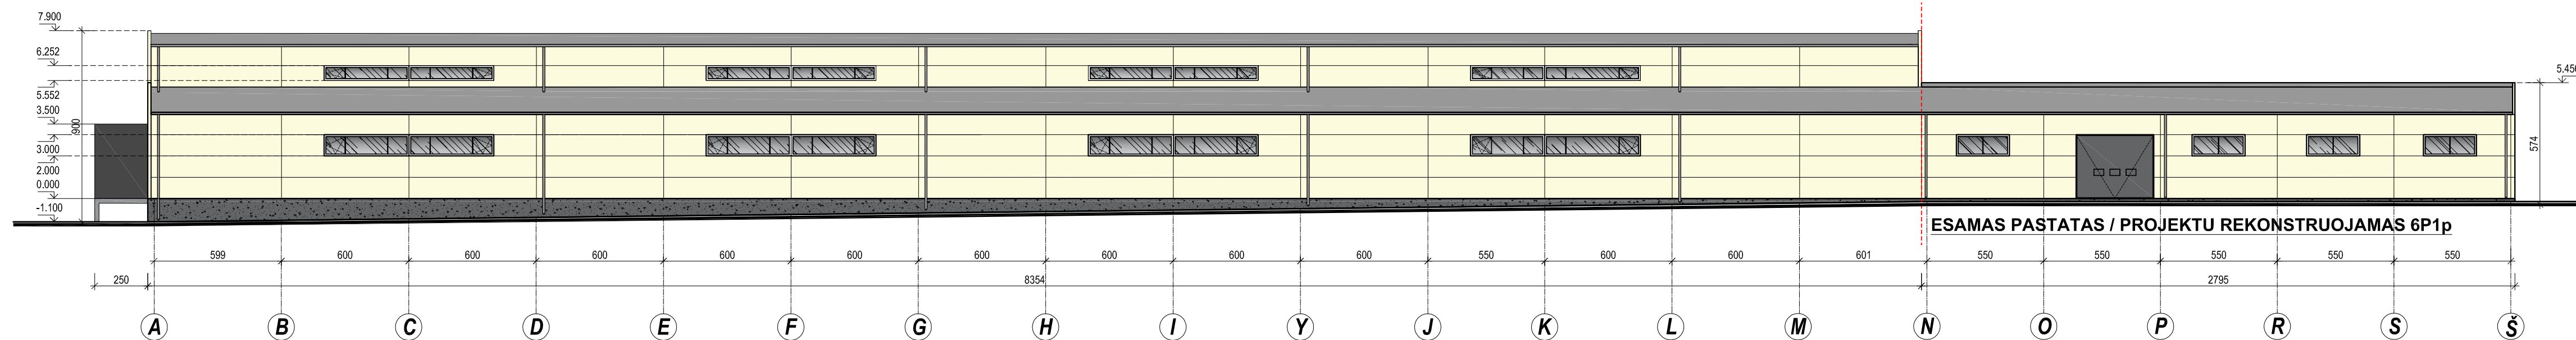 7.900
6.252
5.552
3.500
900
3.000
2.000
0.000
-1.100
5.450
574
ESAMAS PASTATAS / PROJEKTU REKONSTRUOJAMAS 6P1p
599 600 600 600 600 600 600 600 600 600 550 600 600 601 550 550 550 550 550
250 8354 2795
A B C D E F G H I Y J K L M N O P R S Š